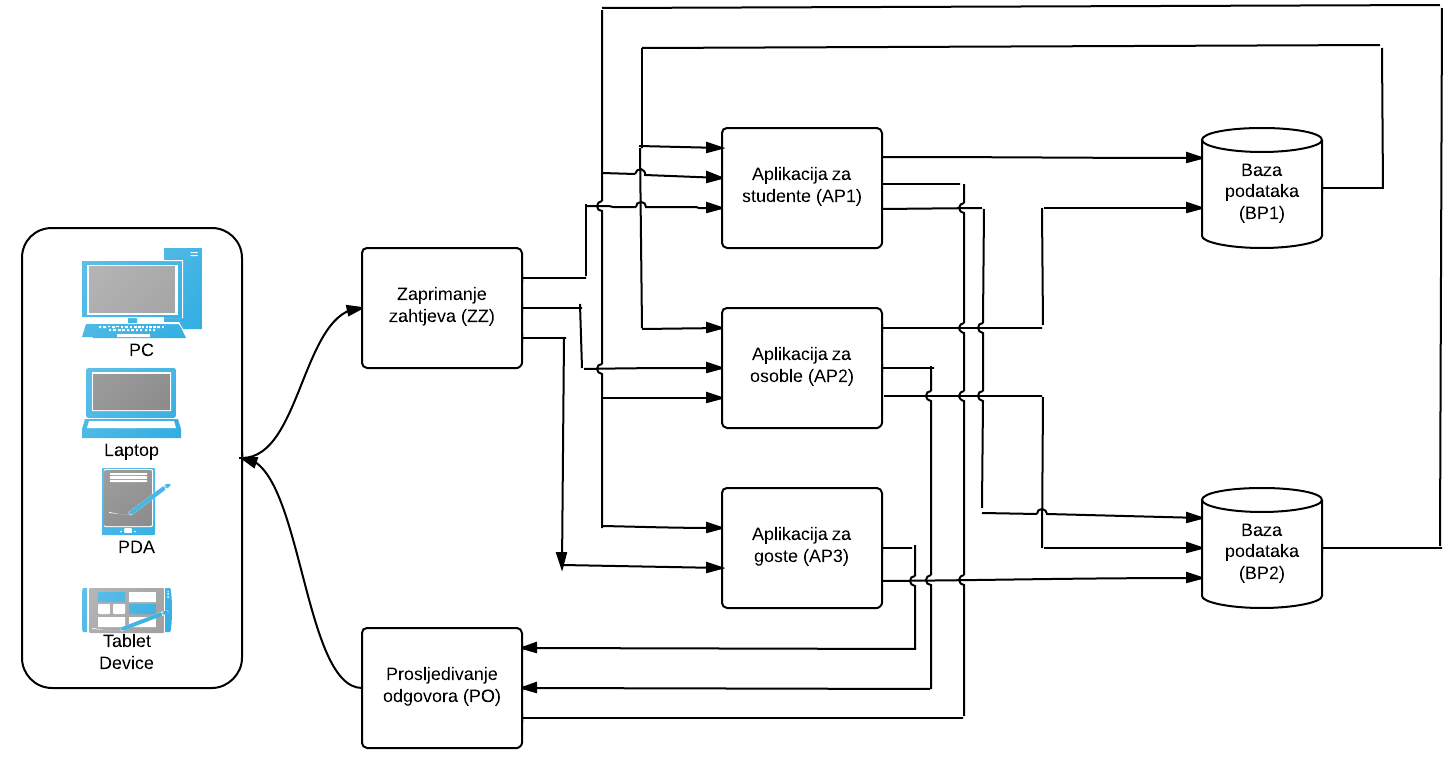 PC
Laptop
PDA
Tablet
Device
Zaprimanje
zahtjeva (ZZ)
Prosljedivanje
odgovora (PO)
Aplikacija za
studente (AP1)
Aplikacija za
osoble (AP2)
Aplikacija za
goste (AP3)
Baza
podataka
(BP1)
Baza
podataka
(BP2)